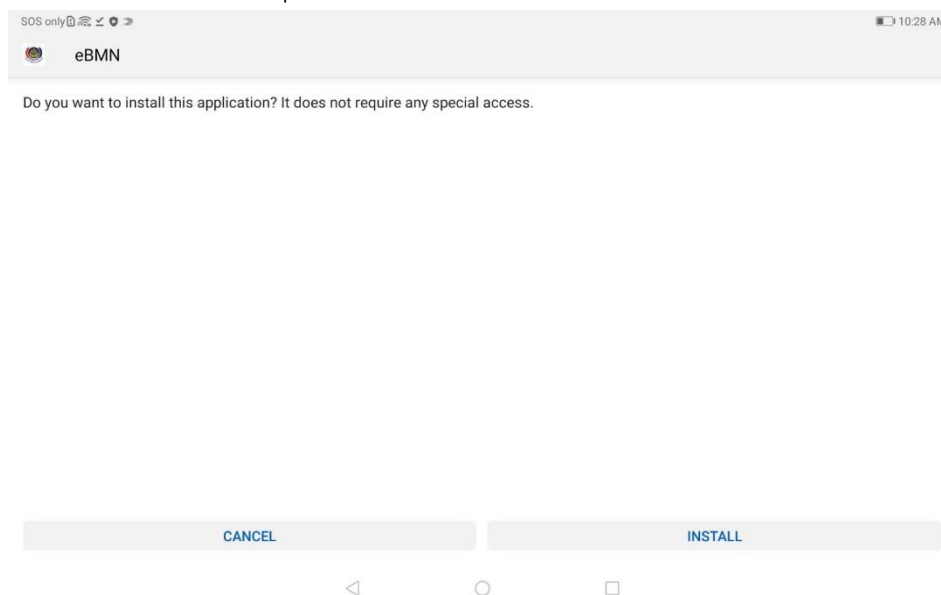 SOS only 10:28 AM
eBMN
Do you want to install this application? It does not require any special access.
CANCEL INSTALL